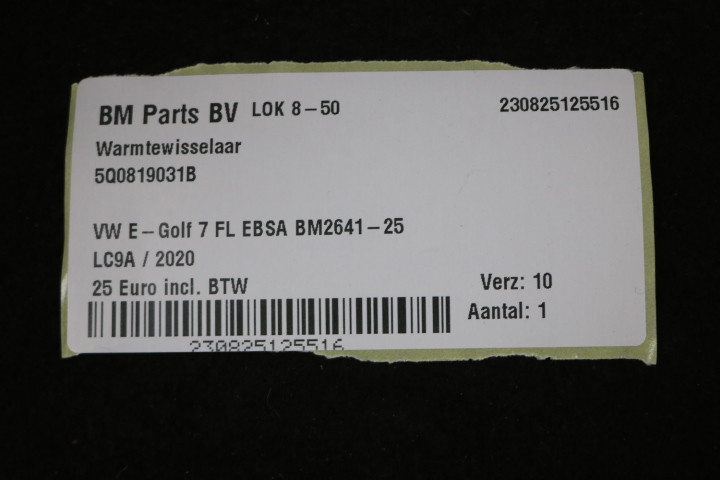 BM Parts BV LOK 8-50 230825125516
Warmtewisselaar
5Q0819031B
VW E-Golf 7 FL EBSA BM2641-25
LC9A / 2020
25 Euro incl. BTW Verz: 10
Aantal: 1
230825125516